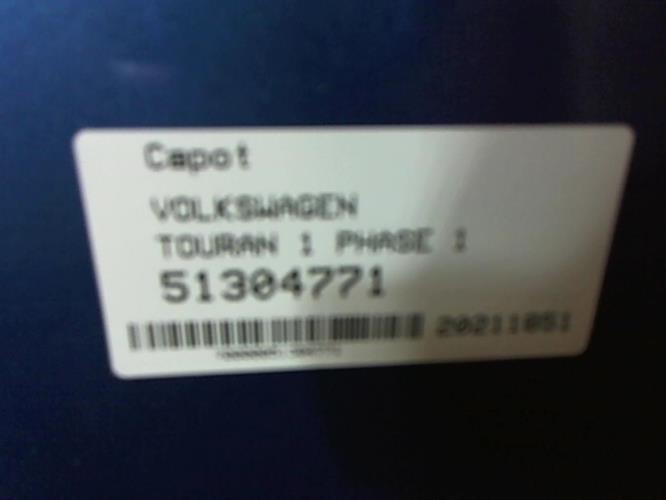 Capot
VOLKSWAGEN
TOURAN 1 PHASE 1
51304771
20211051